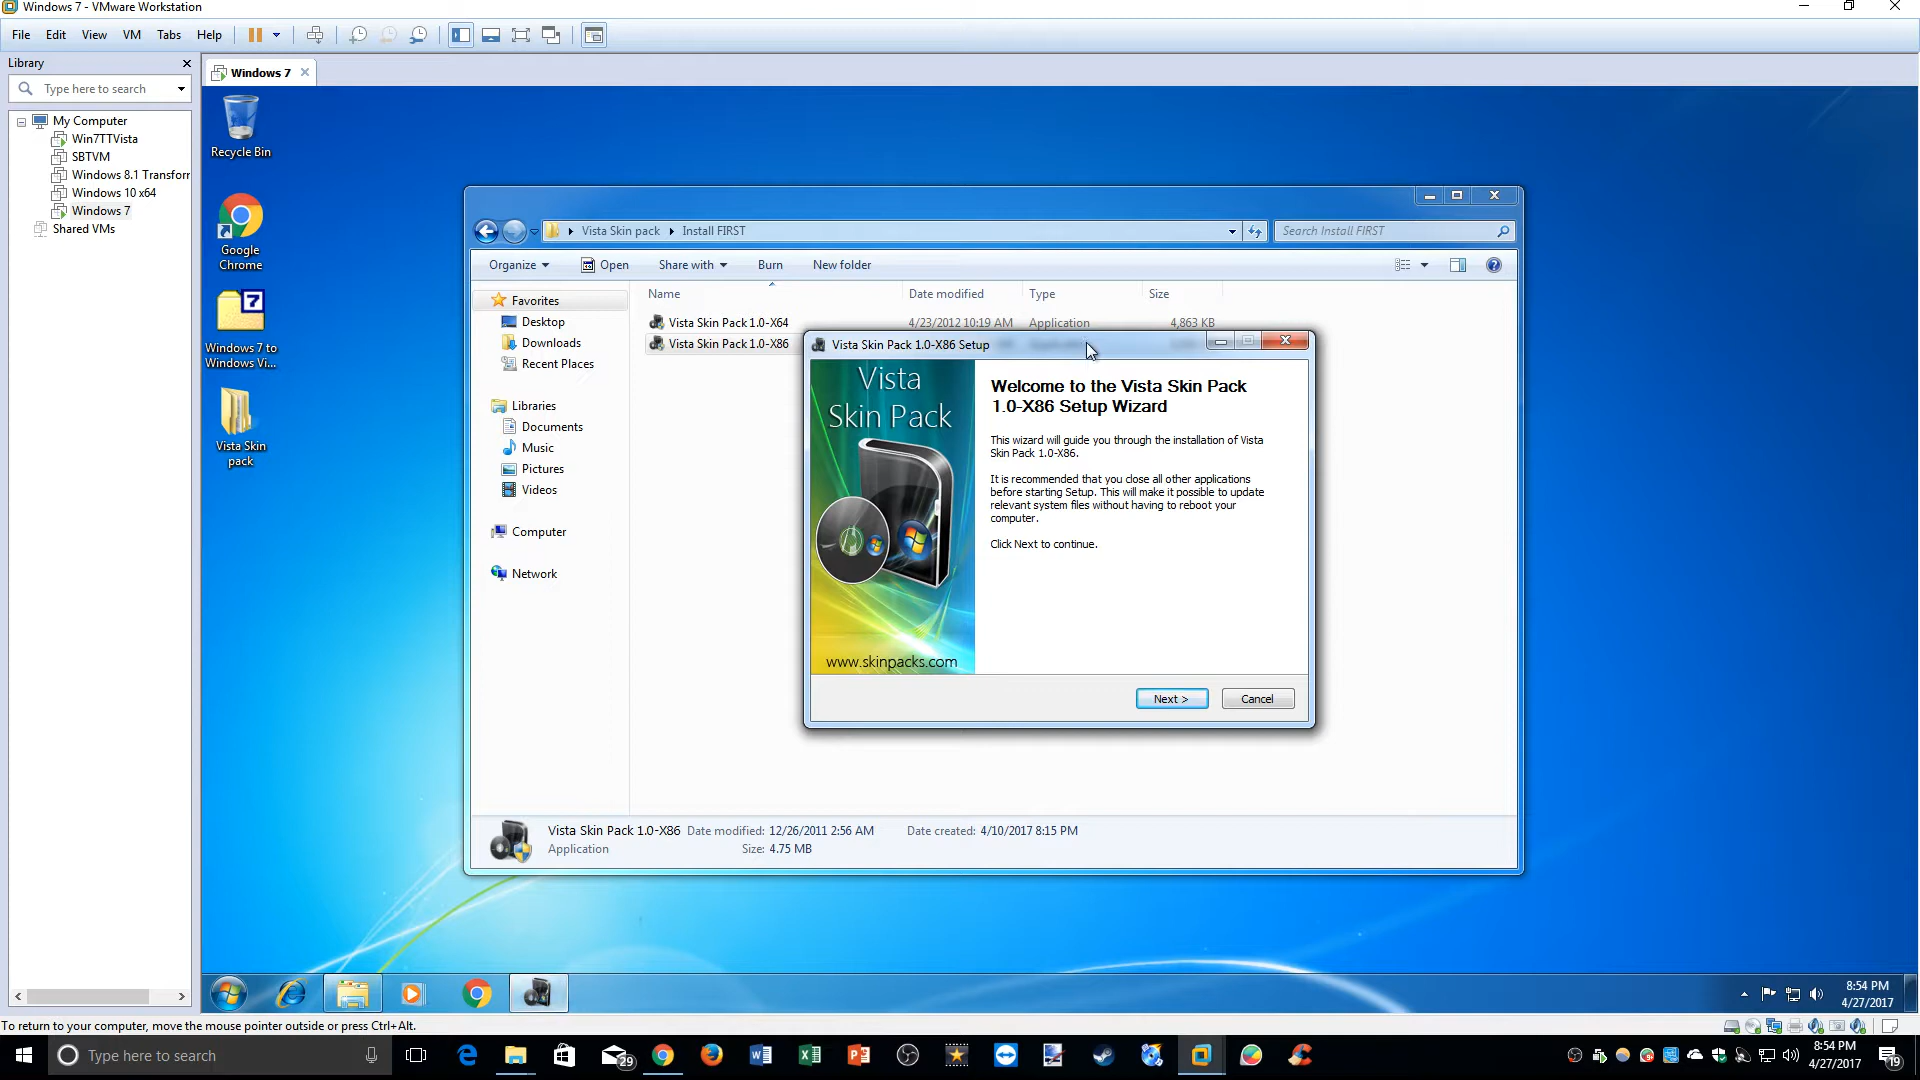 Windows 7 - VMware Workstation
File Edit View VM Tabs Help
Library
Type here to search
My Computer
Win7TTVista
SBTVM
Windows 8.1 Transforr
Windows 10 x64
Windows 7
Shared VMs
Windows 7
Recycle Bin
Google
Chrome
Windows 7 to
Windows Vi...
Vista Skin
pack
Vista Skin pack Install FIRST
Search Install FIRST
Organize Open Share with Burn New folder
Name Date modified Type Size
Favorites
Desktop
Downloads
Recent Places
Libraries
Documents
Music
Pictures
Videos
Computer
Network
Vista Skin Pack 1.0-X64 4/23/2012 10:19 AM Application 4,863 KB
Vista Skin Pack 1.0-X86
Vista Skin Pack 1.0-X86 Setup
Vista
Skin Pack
www.skinpacks.com
Welcome to the Vista Skin Pack
1.0-X86 Setup Wizard
This wizard will guide you through the installation of Vista
Skin Pack 1.0-X86.
It is recommended that you close all other applications
before starting Setup. This will make it possible to update
relevant system files without having to reboot your
computer.
Click Next to continue.
Next > Cancel
Vista Skin Pack 1.0-X86 Date modified: 12/26/2011 2:56 AM Date created: 4/10/2017 8:15 PM
Application Size: 4.75 MB
8:54 PM
4/27/2017
To return to your computer, move the mouse pointer outside or press Ctrl+Alt.
Type here to search
29
8:54 PM
4/27/2017
19